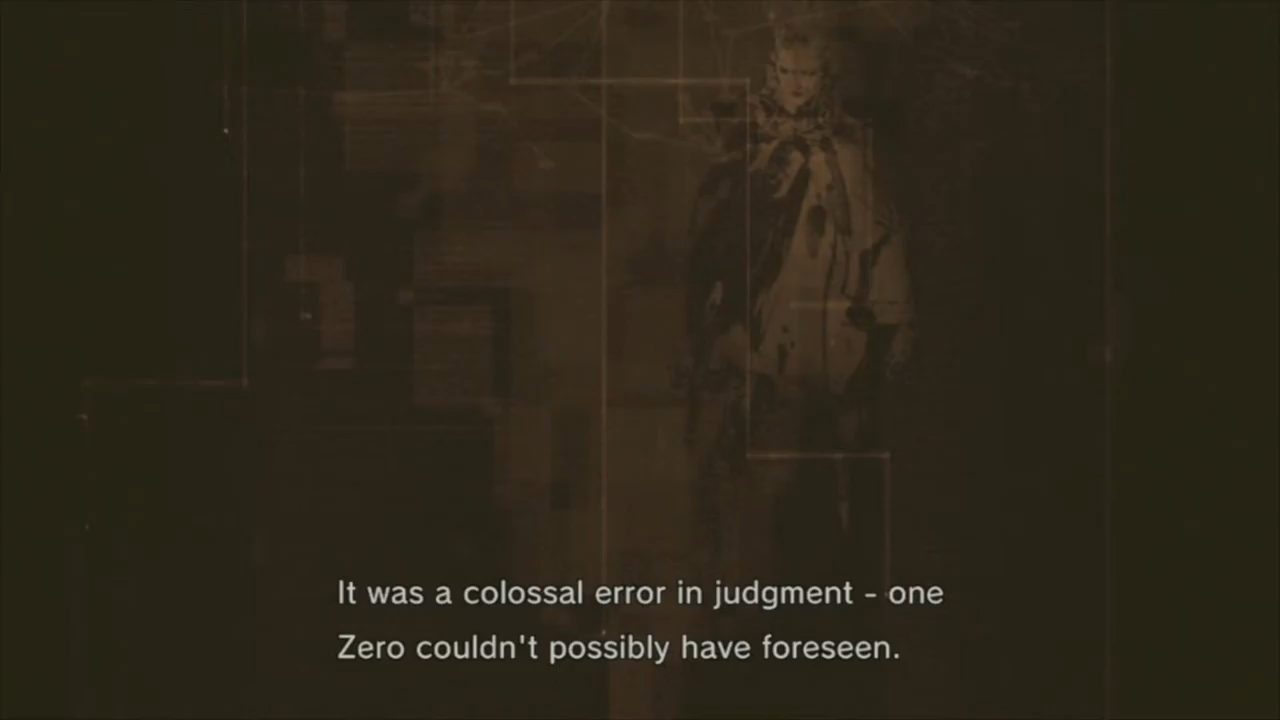 It was a colossal error in judgment - one
Zero couldn't possibly have foreseen.